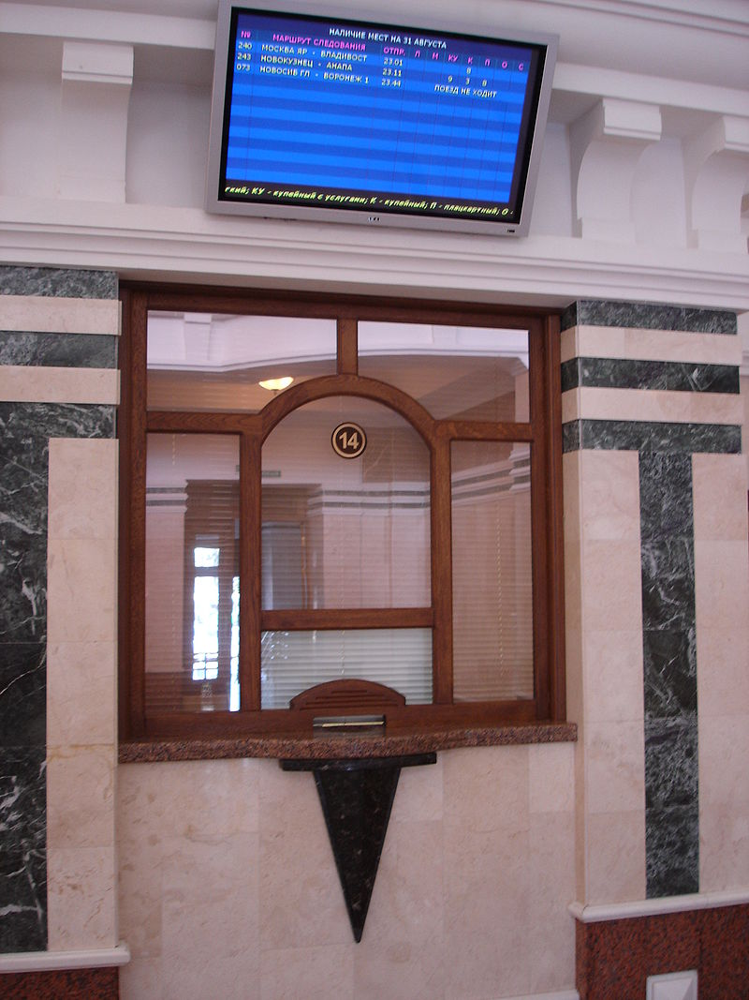 НАЛИЧИЕ МЕСТ НА 31 АВГУСТА
№ МАРШРУТ СЛЕДОВАНИЯ ОТПР. Л М КУ К П О С
240 МОСКВА ЯР - ВЛАДИВОСТ 23.01 8
243 НОВОКУЗНЕЦ - АНАПА 23.11 9 3 8
073 НОВОСИБ ГЛ - ВОРОНЕЖ 1 23.44 ПОЕЗД НЕ ХОДИТ
гкий; КУ - купейный с услугами; К - купейный; П - плацкартный; О -
14